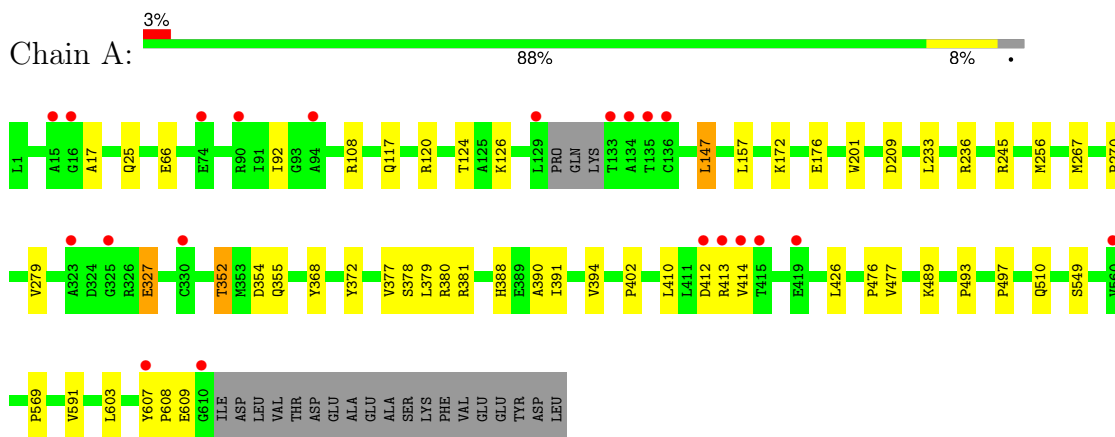 3%
Chain A:
88% 8% •
L1 A15 G16 A17 Q25 E66 E74 R90 I91 I92 G93 A94 R108 Q117 R120 T124 A125 K126 L129 PRO GLN LYS T133 A134 T135 C136 L147 L157 K172 E176 W201 D209 L233 R236 R245 M256 M267
V279 A323 D324 G325 R326 E327 C330 T352 M353 D354 Q355 Y368 Y372 V377 S378 L379 R380 R381 H388 E389 A390 I391 V394 P402 L410 L411 D412 R413 V414 T415 E419 L426 P476 V477 K489 P493 P497 Q510 S549
P569 V591 L603 Y607 P608 E609 G610 ILE ASP LEU VAL THR ASP GLU ALA GLU ALA SER LYS PHE VAL GLU GLU TYR ASP LEU